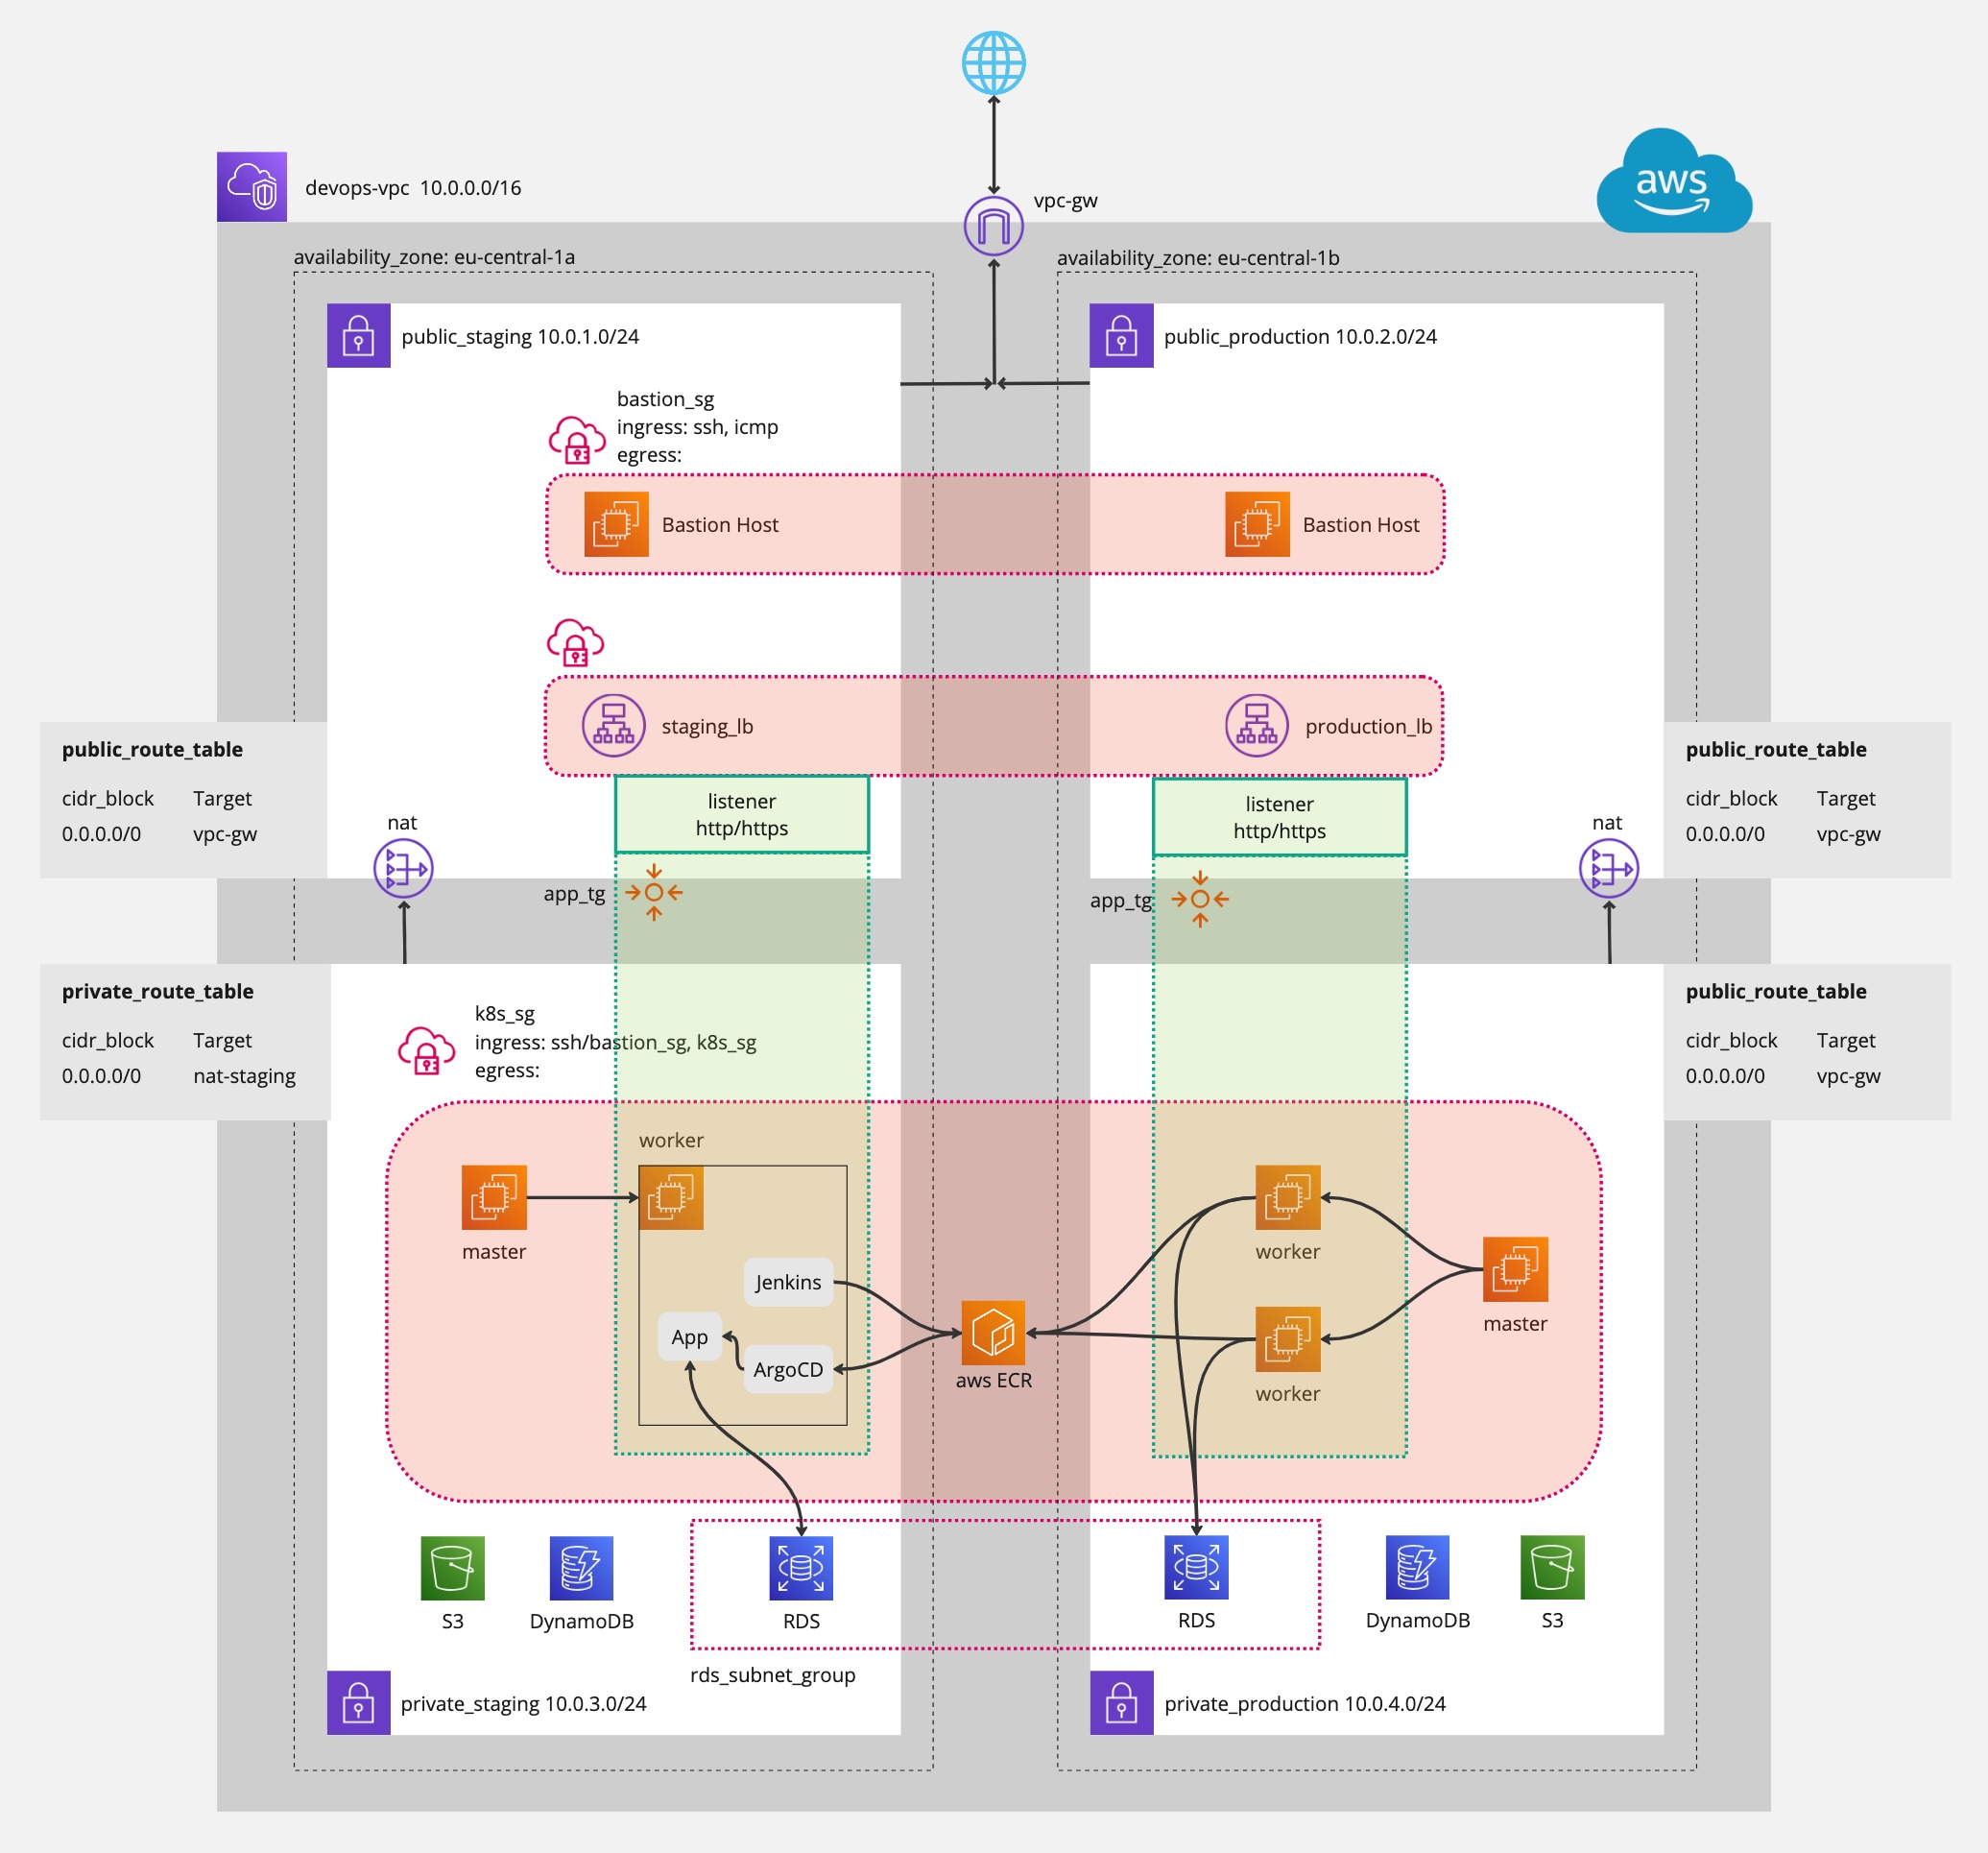 aws
devops-vpc 10.0.0.0/16
vpc-gw
availability_zone: eu-central-1a
availability_zone: eu-central-1b
public_staging 10.0.1.0/24
public_production 10.0.2.0/24
bastion_sg
ingress: ssh, icmp
egress:
Bastion Host
Bastion Host
staging_lb
production_lb
public_route_table
cidr_block Target
0.0.0.0/0 vpc-gw
nat
listener
http/https
app_tg
listener
http/https
app_tg
nat
public_route_table
cidr_block Target
0.0.0.0/0 vpc-gw
private_route_table
cidr_block Target
0.0.0.0/0 nat-staging
k8s_sg
ingress: ssh/bastion_sg, k8s_sg
egress:
public_route_table
cidr_block Target
0.0.0.0/0 vpc-gw
worker
master
Jenkins
App
ArgoCD
aws ECR
worker
worker
master
S3
DynamoDB
RDS
RDS
DynamoDB
S3
rds_subnet_group
private_staging 10.0.3.0/24
private_production 10.0.4.0/24